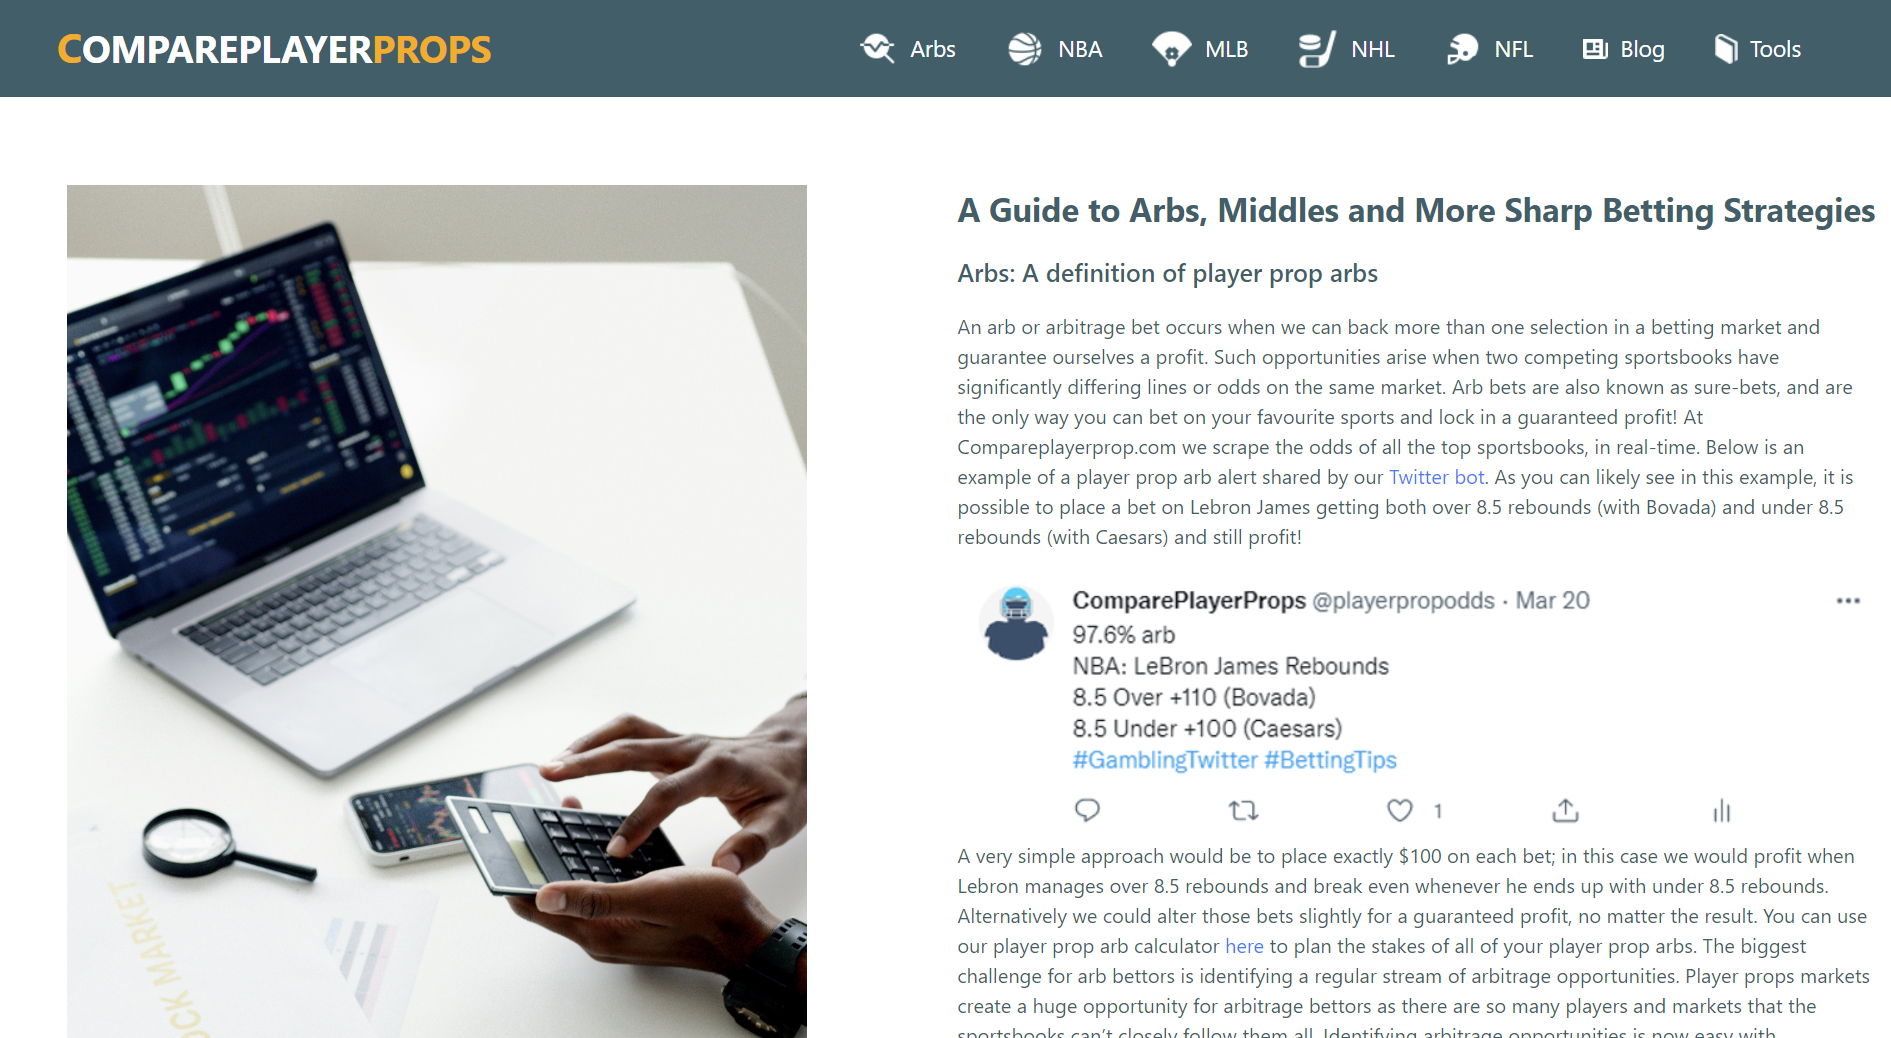 COMPAREPLAYERPROPS
Arbs
NBA
MLB
NHL
NFL
Blog
Tools
A Guide to Arbs, Middles and More Sharp Betting Strategies
Arbs: A definition of player prop arbs
An arb or arbitrage bet occurs when we can back more than one selection in a betting market and
guarantee ourselves a profit. Such opportunities arise when two competing sportsbooks have
significantly differing lines or odds on the same market. Arb bets are also known as sure-bets, and are
the only way you can bet on your favourite sports and lock in a guaranteed profit! At
Compareplayerprop.com we scrape the odds of all the top sportsbooks, in real-time. Below is an
example of a player prop arb alert shared by our Twitter bot. As you can likely see in this example, it is
possible to place a bet on Lebron James getting both over 8.5 rebounds (with Bovada) and under 8.5
rebounds (with Caesars) and still profit!
ComparePlayerProps @playerpropodds · Mar 20
97.6% arb
NBA: LeBron James Rebounds
8.5 Over +110 (Bovada)
8.5 Under +100 (Caesars)
#GamblingTwitter #BettingTips
1
A very simple approach would be to place exactly $100 on each bet; in this case we would profit when
Lebron manages over 8.5 rebounds and break even whenever he ends up with under 8.5 rebounds.
Alternatively we could alter those bets slightly for a guaranteed profit, no matter the result. You can use
our player prop arb calculator here to plan the stakes of all of your player prop arbs. The biggest
challenge for arb bettors is identifying a regular stream of arbitrage opportunities. Player props markets
create a huge opportunity for arbitrage bettors as there are so many players and markets that the
sportsbooks can't closely follow them all. Identifying arbitrage opportunities is now easy with
OCK MARKET